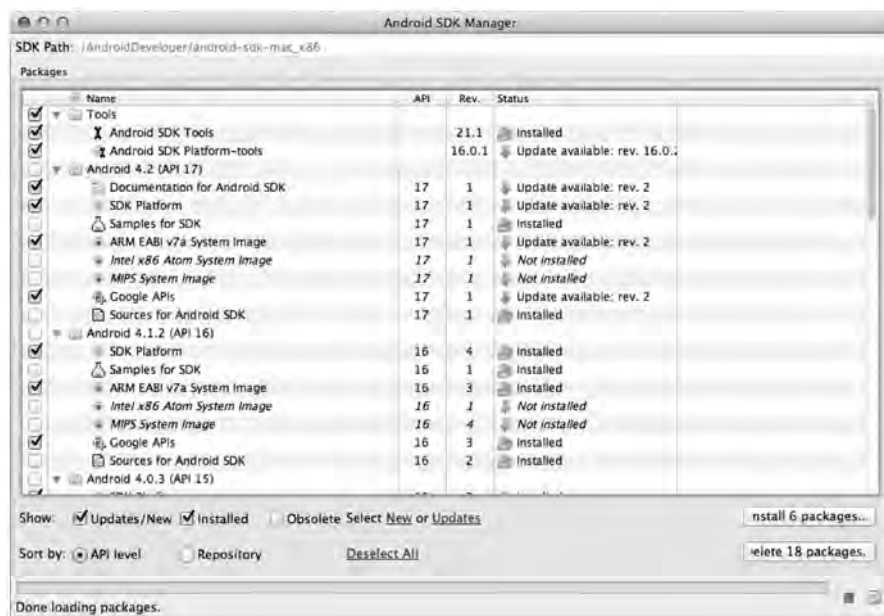 Android SDK Manager
SDK Path: /AndroidDeveloper/android-sdk-mac_x86
Packages
Name API Rev. Status
Tools
Android SDK Tools 21.1 Installed
Android SDK Platform-tools 16.0.1 Update available: rev. 16.0.2
Android 4.2 (API 17)
Documentation for Android SDK 17 1 Update available: rev. 2
SDK Platform 17 1 Update available: rev. 2
Samples for SDK 17 1 Installed
ARM EABI v7a System Image 17 1 Update available: rev. 2
Intel x86 Atom System Image 17 1 Not installed
MIPS System Image 17 1 Not installed
Google APIs 17 1 Update available: rev. 2
Sources for Android SDK 17 1 Installed
Android 4.1.2 (API 16)
SDK Platform 16 4 Installed
Samples for SDK 16 1 Installed
ARM EABI v7a System Image 16 3 Installed
Intel x86 Atom System Image 16 1 Not installed
MIPS System Image 16 4 Not installed
Google APIs 16 3 Installed
Sources for Android SDK 16 2 Installed
Android 4.0.3 (API 15)
Show: Updates/New Installed Obsolete Select New or Updates nstall 6 packages...
Sort by: API level Repository Deselect All elete 18 packages.
Done loading packages.